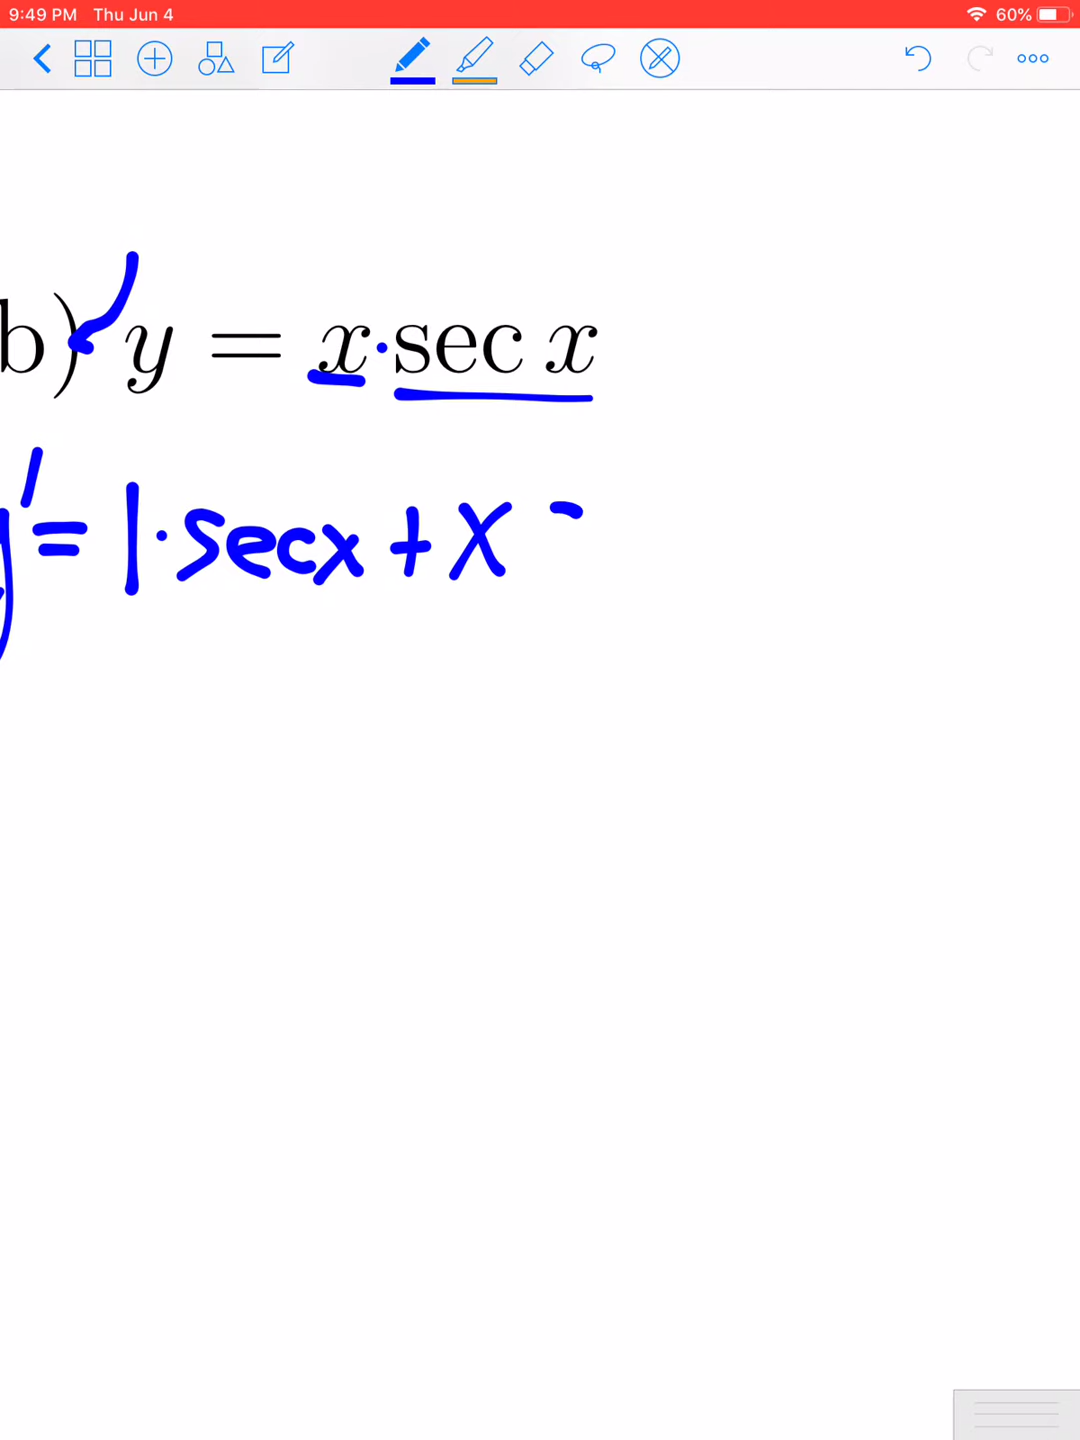 9:49 PM Thu Jun 4 60%
b) y = x·sec x
y' = 1·secx + x